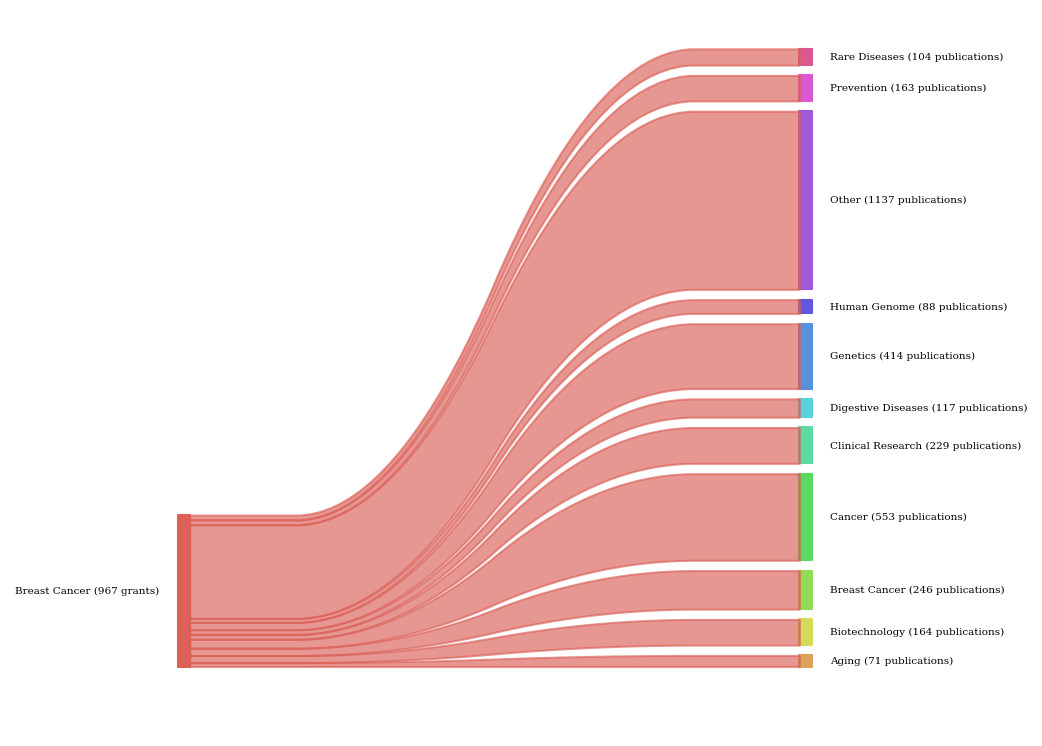 Rare Diseases (104 publications)
Prevention (163 publications)
Other (1137 publications)
Human Genome (88 publications)
Genetics (414 publications)
Digestive Diseases (117 publications)
Clinical Research (229 publications)
Cancer (553 publications)
Breast Cancer (967 grants)
Breast Cancer (246 publications)
Biotechnology (164 publications)
Aging (71 publications)